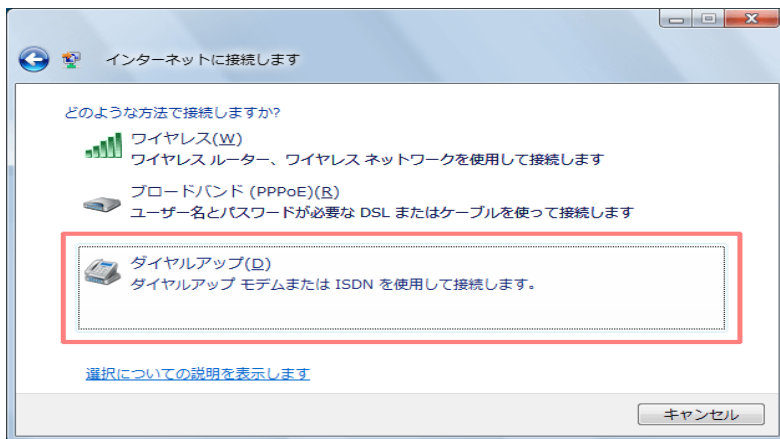 インターネットに接続します
どのような方法で接続しますか?
ワイヤレス(W)
ワイヤレス ルーター、ワイヤレス ネットワークを使用して接続します
ブロードバンド (PPPoE)(R)
ユーザー名とパスワードが必要な DSL またはケーブルを使って接続します
ダイヤルアップ(D)
ダイヤルアップ モデムまたは ISDN を使用して接続します。
選択についての説明を表示します
キャンセル